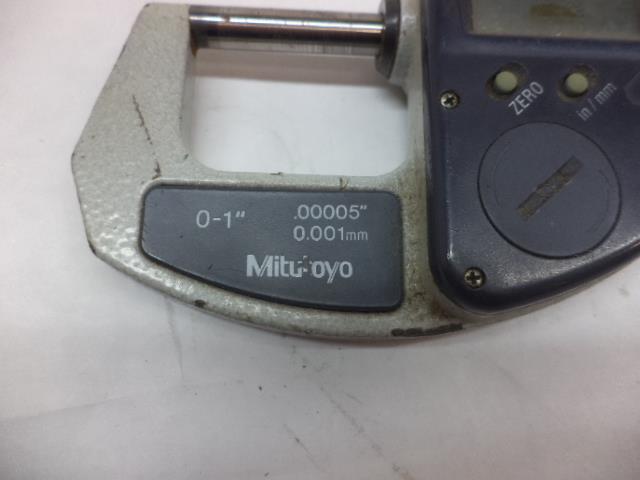 ZERO
in/mm
0-1"
.00005"
0.001mm
Mitutoyo